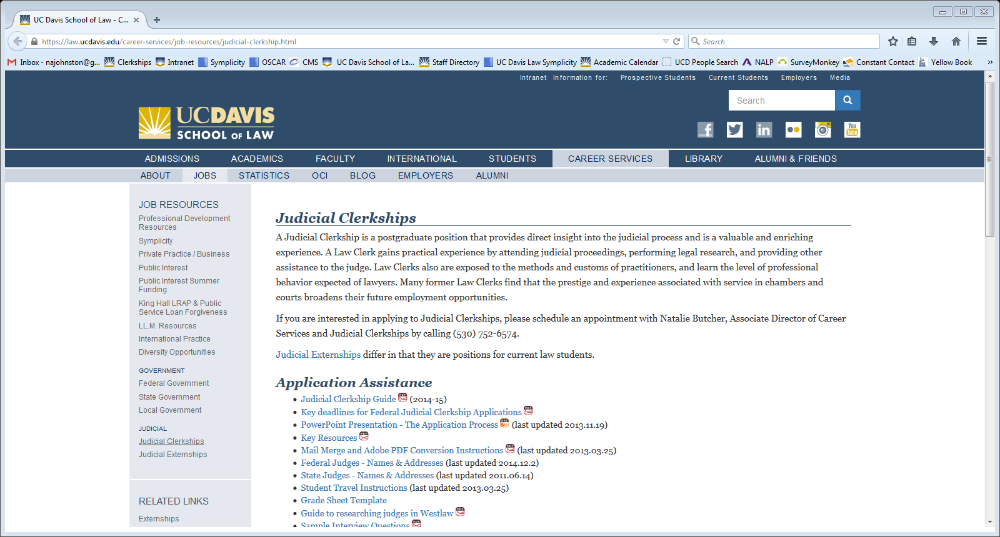 UC Davis School of Law - C...
https://law.ucdavis.edu/career-services/job-resources/judicial-clerkship.html
Search
Inbox - najohnston@g... Clerkships Intranet Symplicity OSCAR CMS UC Davis School of La... Staff Directory UC Davis Law Symplicity Academic Calendar UCD People Search NALP SurveyMonkey Constant Contact Yellow Book »
Intranet Information for: Prospective Students Current Students Employers Media
Search
UCDAVIS
SCHOOL OF LAW
f in You Tube
ADMISSIONS ACADEMICS FACULTY INTERNATIONAL STUDENTS CAREER SERVICES LIBRARY ALUMNI & FRIENDS
ABOUT JOBS STATISTICS OCI BLOG EMPLOYERS ALUMNI
JOB RESOURCES
Professional Development
Resources
Symplicity
Private Practice / Business
Public Interest
Public Interest Summer
Funding
King Hall LRAP & Public
Service Loan Forgiveness
LL.M. Resources
International Practice
Diversity Opportunities
GOVERNMENT
Federal Government
State Government
Local Government
JUDICIAL
Judicial Clerkships
Judicial Externships
RELATED LINKS
Externships
Judicial Clerkships
A Judicial Clerkship is a postgraduate position that provides direct insight into the judicial process and is a valuable and enriching
experience. A Law Clerk gains practical experience by attending judicial proceedings, performing legal research, and providing other
assistance to the judge. Law Clerks also are exposed to the methods and customs of practitioners, and learn the level of professional
behavior expected of lawyers. Many former Law Clerks find that the prestige and experience associated with service in chambers and
courts broadens their future employment opportunities.
If you are interested in applying to Judicial Clerkships, please schedule an appointment with Natalie Butcher, Associate Director of Career
Services and Judicial Clerkships by calling (530) 752-6574.
Judicial Externships differ in that they are positions for current law students.
Application Assistance
• Judicial Clerkship Guide (2014-15)
• Key deadlines for Federal Judicial Clerkship Applications
• PowerPoint Presentation - The Application Process (last updated 2013.11.19)
• Key Resources
• Mail Merge and Adobe PDF Conversion Instructions (last updated 2013.03.25)
• Federal Judges - Names & Addresses (last updated 2014.12.2)
• State Judges - Names & Addresses (last updated 2011.06.14)
• Student Travel Instructions (last updated 2013.03.25)
• Grade Sheet Template
• Guide to researching judges in Westlaw
• Sample Interview Questions